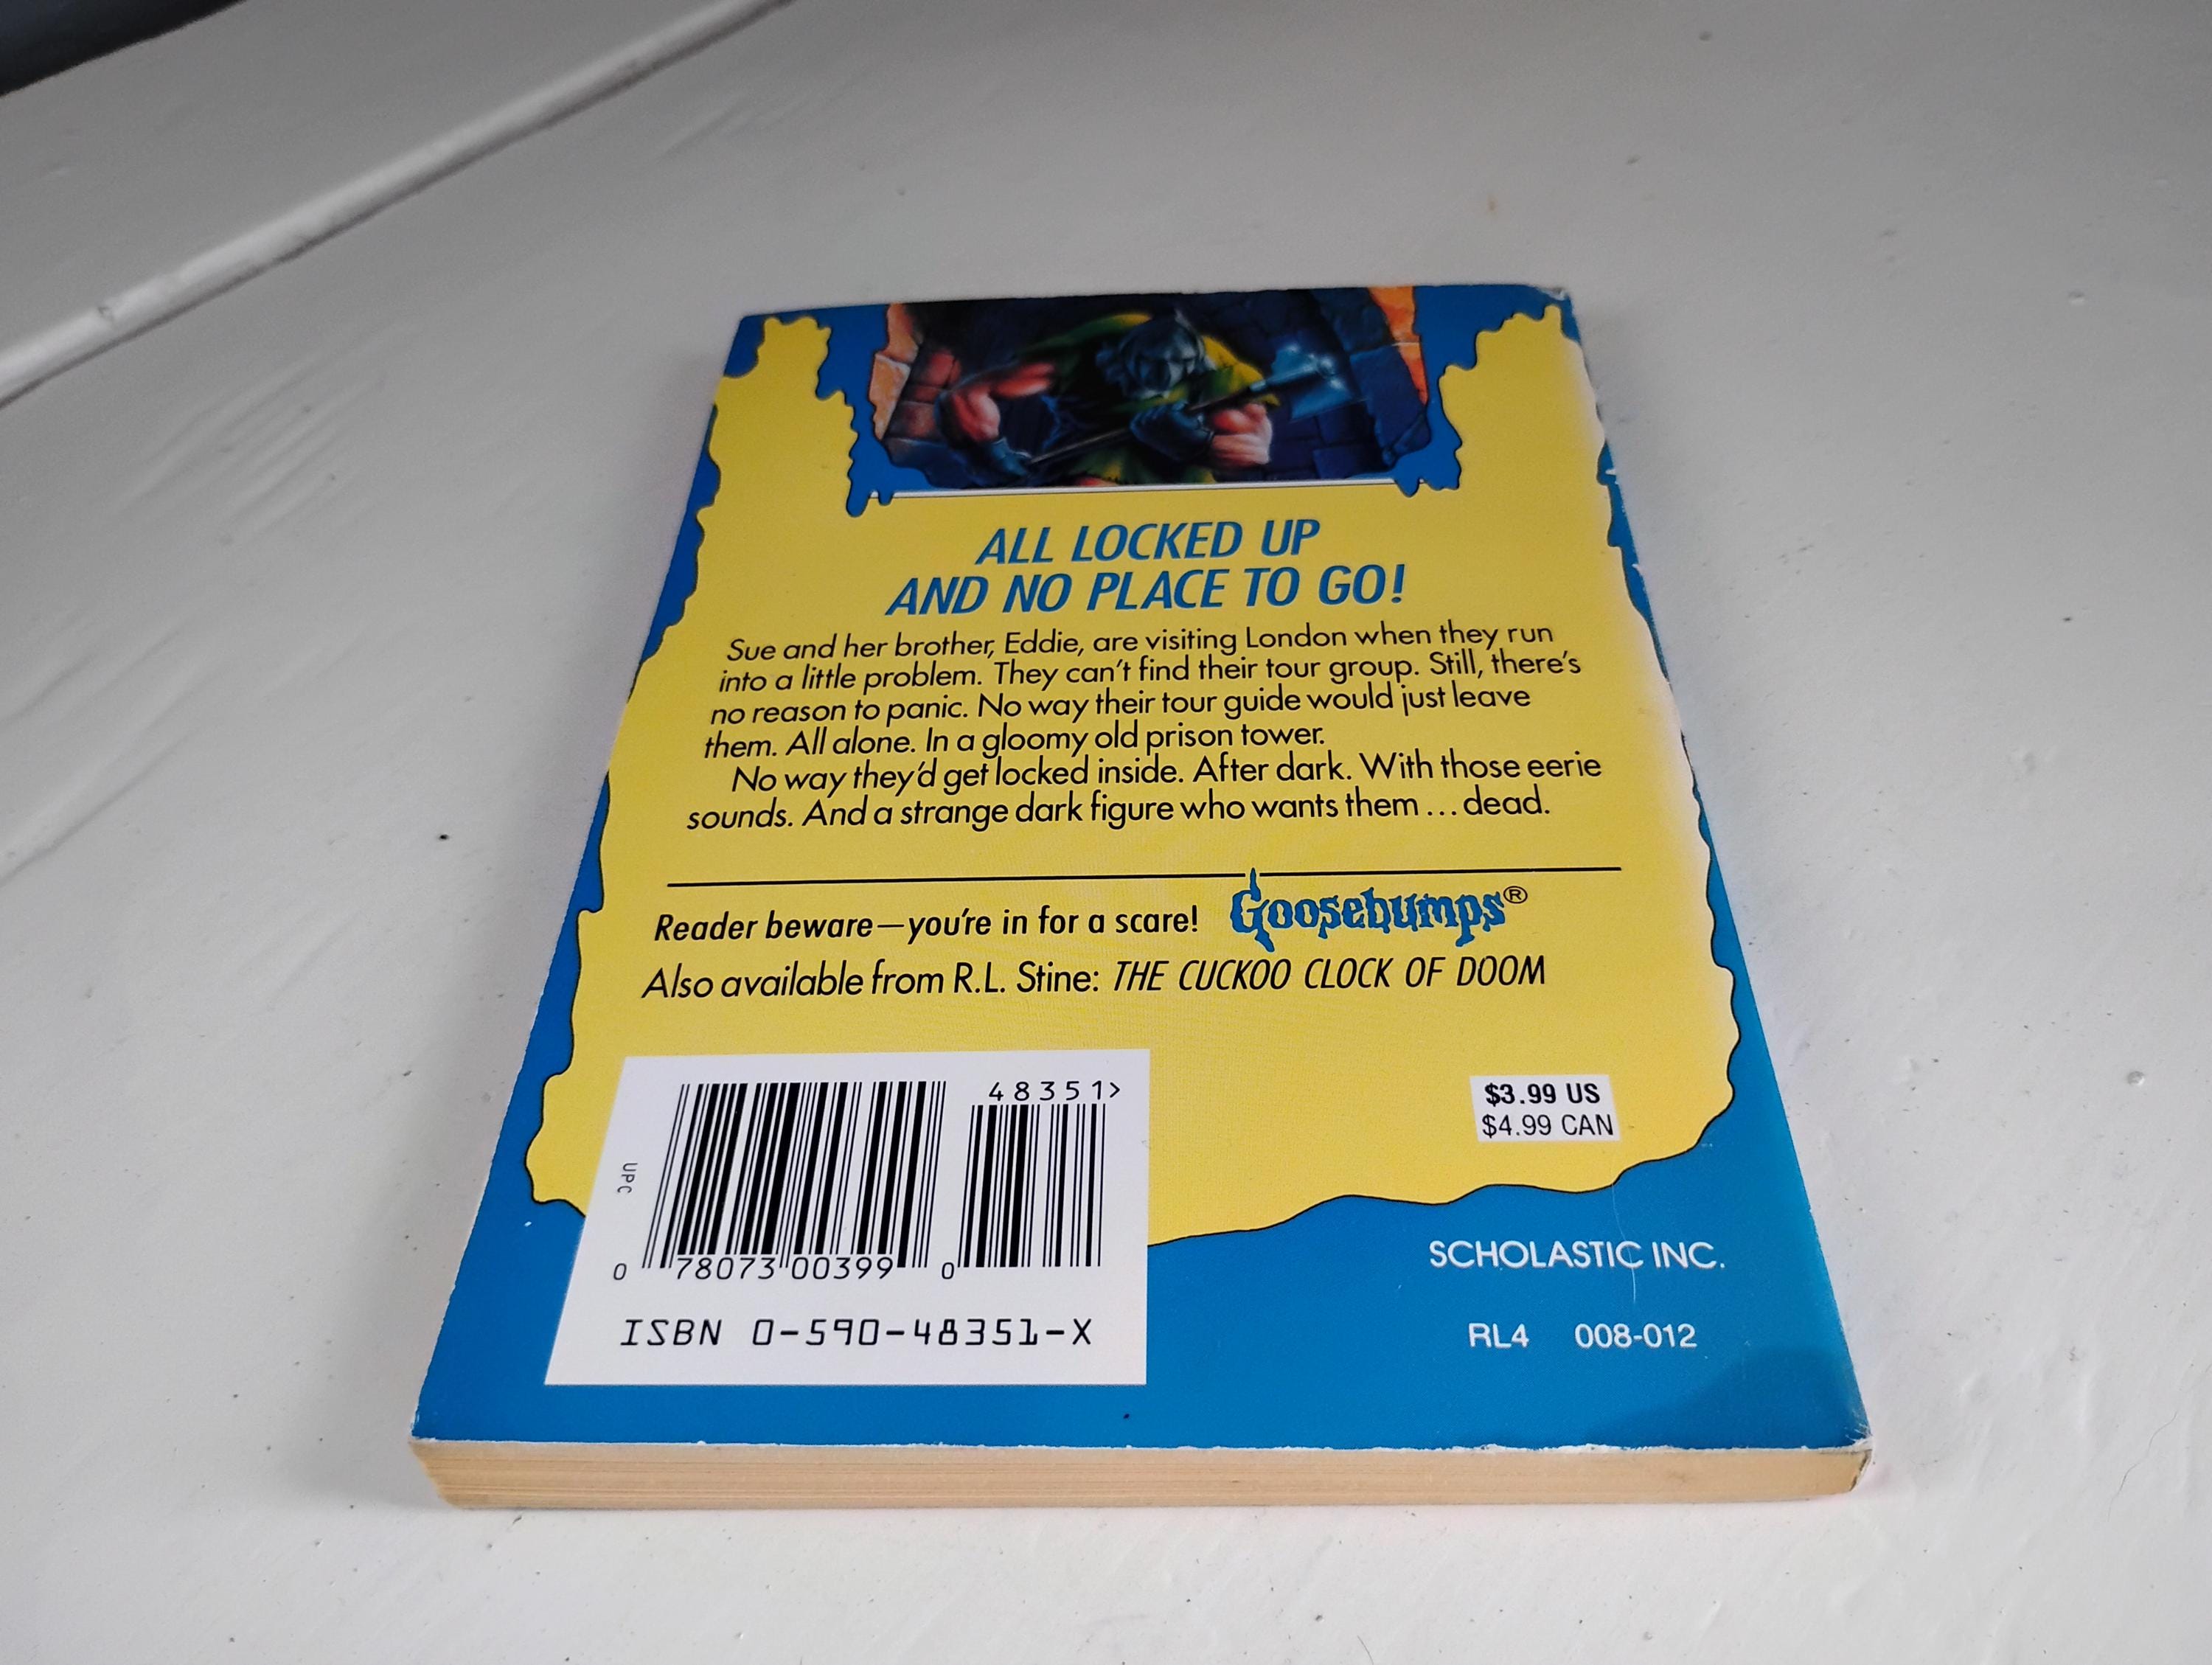 ALL LOCKED UP
AND NO PLACE TO GO!
Sue and her brother, Eddie, are visiting London when they run
into a little problem. They can't find their tour group. Still, there's
no reason to panic. No way their tour guide would just leave
them. All alone. In a gloomy old prison tower.
No way they'd get locked inside. After dark. With those eerie
sounds. And a strange dark figure who wants them ... dead.
Reader beware—you're in for a scare! Goosebumps®
Also available from R.L. Stine: THE CUCKOO CLOCK OF DOOM
48351>
UPC
0 78073 00399 0
ISBN 0-590-48351-X
$3.99 US
$4.99 CAN
SCHOLASTIC INC.
RL4 008-012